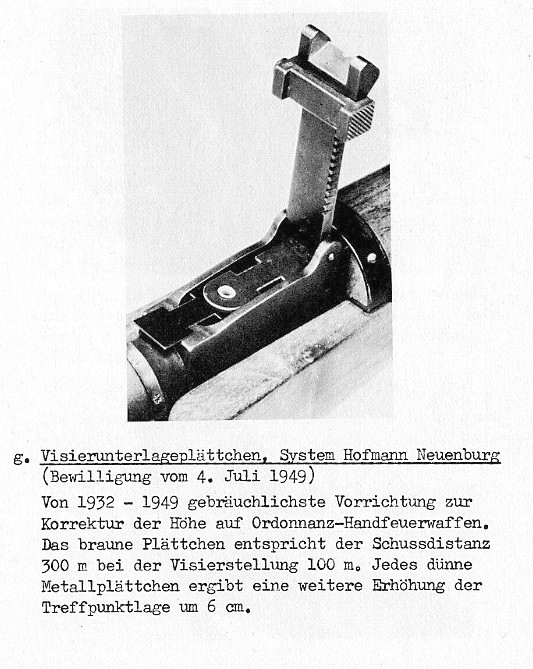 g. Visierunterlageplättchen, System Hofmann Neuenburg
(Bewilligung vom 4. Juli 1949)
Von 1932 - 1949 gebräuchlichste Vorrichtung zur
Korrektur der Höhe auf Ordonnanz-Handfeuerwaffen.
Das braune Plättchen entspricht der Schussdistanz
300 m bei der Visierstellung 100 m. Jedes dünne
Metallplättchen ergibt eine weitere Erhöhung der
Treffpunktlage um 6 cm.